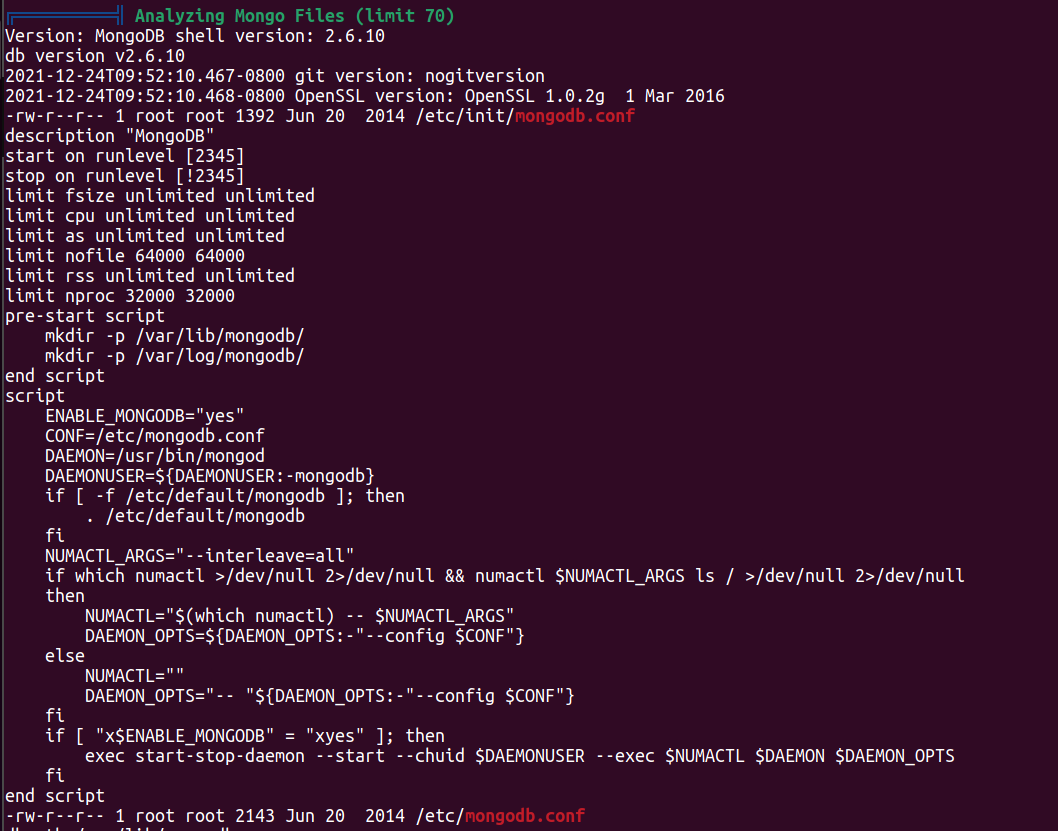 Analyzing Mongo Files (limit 70)
Version: MongoDB shell version: 2.6.10
db version v2.6.10
2021-12-24T09:52:10.467-0800 git version: nogitversion
2021-12-24T09:52:10.468-0800 OpenSSL version: OpenSSL 1.0.2g  1 Mar 2016
-rw-r--r-- 1 root root 1392 Jun 20  2014 /etc/init/mongodb.conf
description "MongoDB"
start on runlevel [2345]
stop on runlevel [!2345]
limit fsize unlimited unlimited
limit cpu unlimited unlimited
limit as unlimited unlimited
limit nofile 64000 64000
limit rss unlimited unlimited
limit nproc 32000 32000
pre-start script
    mkdir -p /var/lib/mongodb/
    mkdir -p /var/log/mongodb/
end script
script
    ENABLE_MONGODB="yes"
    CONF=/etc/mongodb.conf
    DAEMON=/usr/bin/mongod
    DAEMONUSER=${DAEMONUSER:-mongodb}
    if [ -f /etc/default/mongodb ]; then
        . /etc/default/mongodb
    fi
    NUMACTL_ARGS="--interleave=all"
    if which numactl >/dev/null 2>/dev/null && numactl $NUMACTL_ARGS ls / >/dev/null 2>/dev/null
    then
        NUMACTL="$(which numactl) -- $NUMACTL_ARGS"
        DAEMON_OPTS=${DAEMON_OPTS:-"--config $CONF"}
    else
        NUMACTL=""
        DAEMON_OPTS="-- "${DAEMON_OPTS:-"--config $CONF"}
    fi
    if [ "x$ENABLE_MONGODB" = "xyes" ]; then
        exec start-stop-daemon --start --chuid $DAEMONUSER --exec $NUMACTL $DAEMON $DAEMON_OPTS
    fi
end script
-rw-r--r-- 1 root root 2143 Jun 20  2014 /etc/mongodb.conf